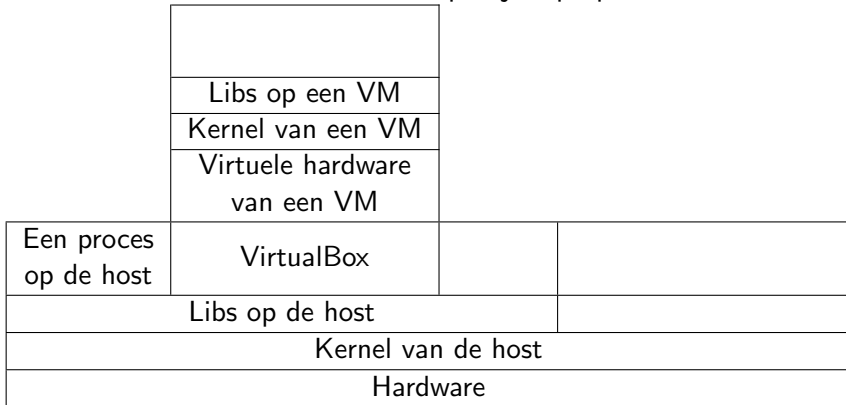 Libs op een VM
Kernel van een VM
Virtuele hardware
van een VM
Een proces
op de host
VirtualBox
Libs op de host
Kernel van de host
Hardware